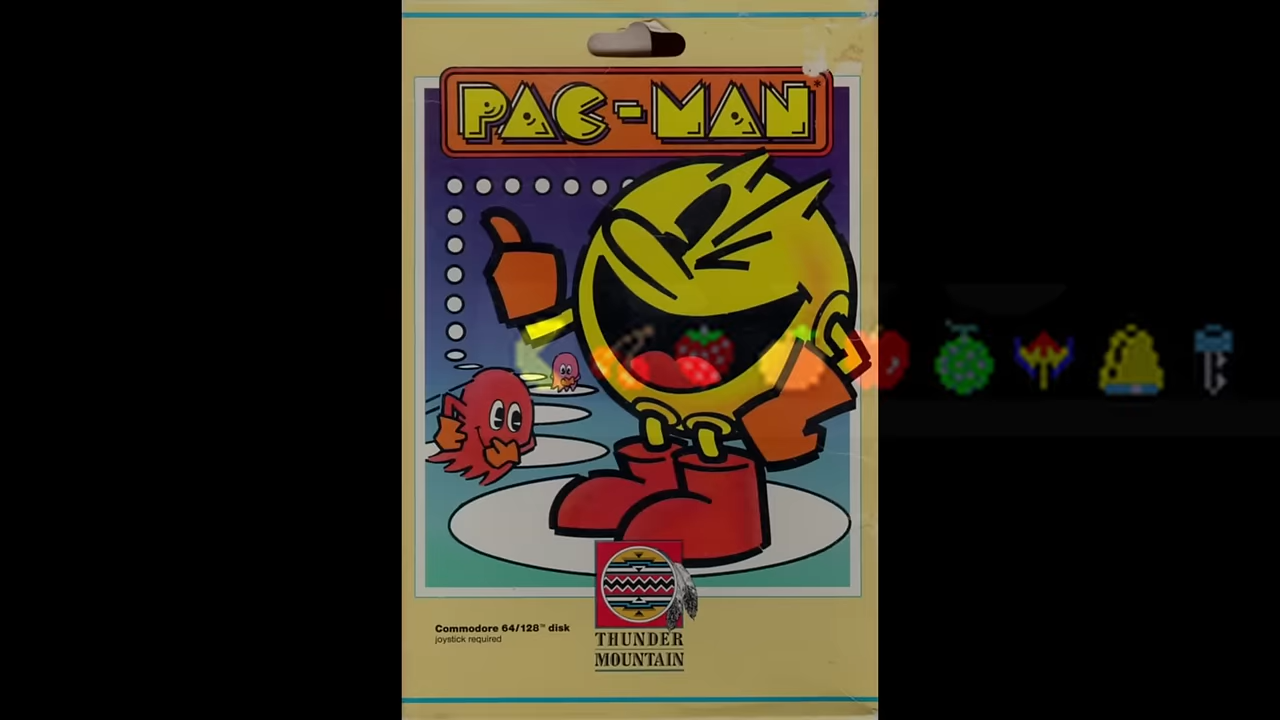 PAC-MAN*
Commodore 64/128™ disk
joystick required
THUNDER
MOUNTAIN